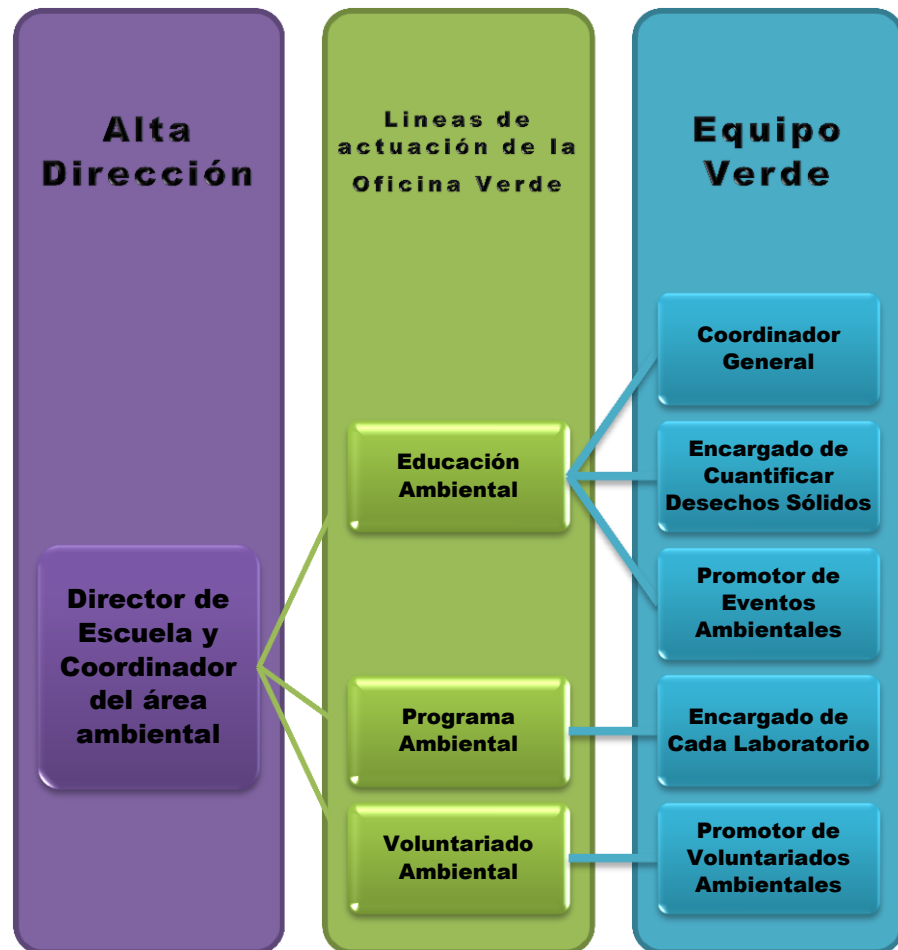 Alta
Dirección
Lineas de
actuación de la
Oficina Verde
Equipo
Verde
Director de
Escuela y
Coordinador
del área
ambiental
Educación
Ambiental
Programa
Ambiental
Voluntariado
Ambiental
Coordinador
General
Encargado de
Cuantificar
Desechos Sólidos
Promotor de
Eventos
Ambientales
Encargado de
Cada Laboratorio
Promotor de
Voluntariados
Ambientales